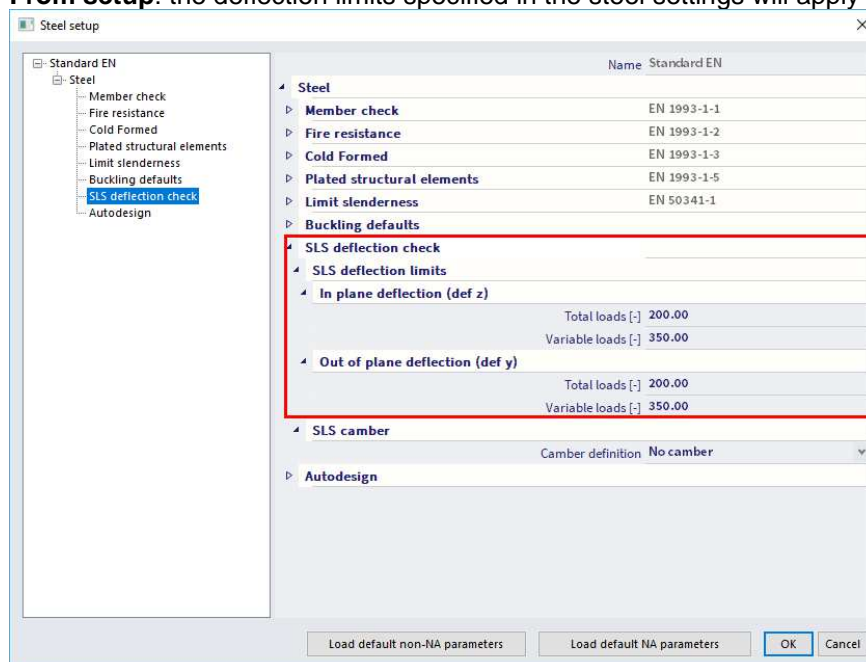 From setup: the deflection limits specified in the steel settings will apply
Steel setup
Standard EN
Steel
Member check
Fire resistance
Cold Formed
Plated structural elements
Limit slenderness
Buckling defaults
SLS deflection check
Autodesign
Name Standard EN
Steel
Member check EN 1993-1-1
Fire resistance EN 1993-1-2
Cold Formed EN 1993-1-3
Plated structural elements EN 1993-1-5
Limit slenderness EN 50341-1
Buckling defaults
SLS deflection check
SLS deflection limits
In plane deflection (def z)
Total loads [-] 200.00
Variable loads [-] 350.00
Out of plane deflection (def y)
Total loads [-] 200.00
Variable loads [-] 350.00
SLS camber
Camber definition No camber
Autodesign
Load default non-NA parameters Load default NA parameters OK Cancel